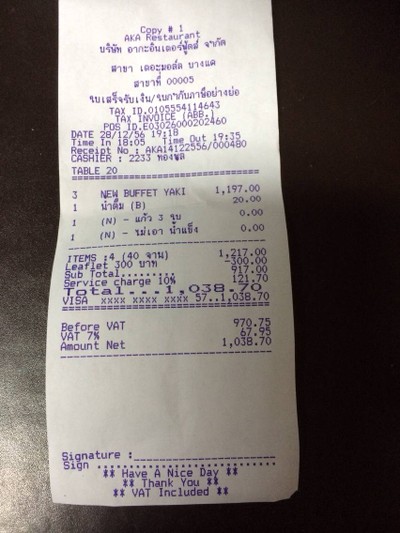 Copy # 1
AKA Restaurant
บริษัท อากะอินเตอร์ฟู้ดส์ จำกัด
สาขา เดอะมอลล์ บางแค
สาขาที่ 00005
ใบเสร็จรับเงิน/ใบกำกับภาษีอย่างย่อ
TAX ID.0105554114643
TAX INVOICE (ABB.)
POS ID.E03026000202460
DATE 28/12/56 19:18
Time In 18:05 Time Out 19:35
Receipt No : AKA14122556/000480
CASHIER : 2233 ทองพูล
TABLE 20
3 NEW BUFFET YAKI 1,197.00
1 น้ำดื่ม (B) 20.00
1 (N) - แก้ว 3 ใบ 0.00
1 (N) - ไม่เอา น้ำแข็ง 0.00
ITEMS :4 (40 จาน) 1,217.00
Leaflet 300 บาท -300.00
Sub Total......... 917.00
Service charge 10% 121.70
Total...1,038.70
VISA xxxx xxxx xxxx 57..1,038.70
Before VAT 970.75
VAT 7% 67.95
Amount Net 1,038.70
Signature :
Sign
** Have A Nice Day **
** Thank You **
** VAT Included **